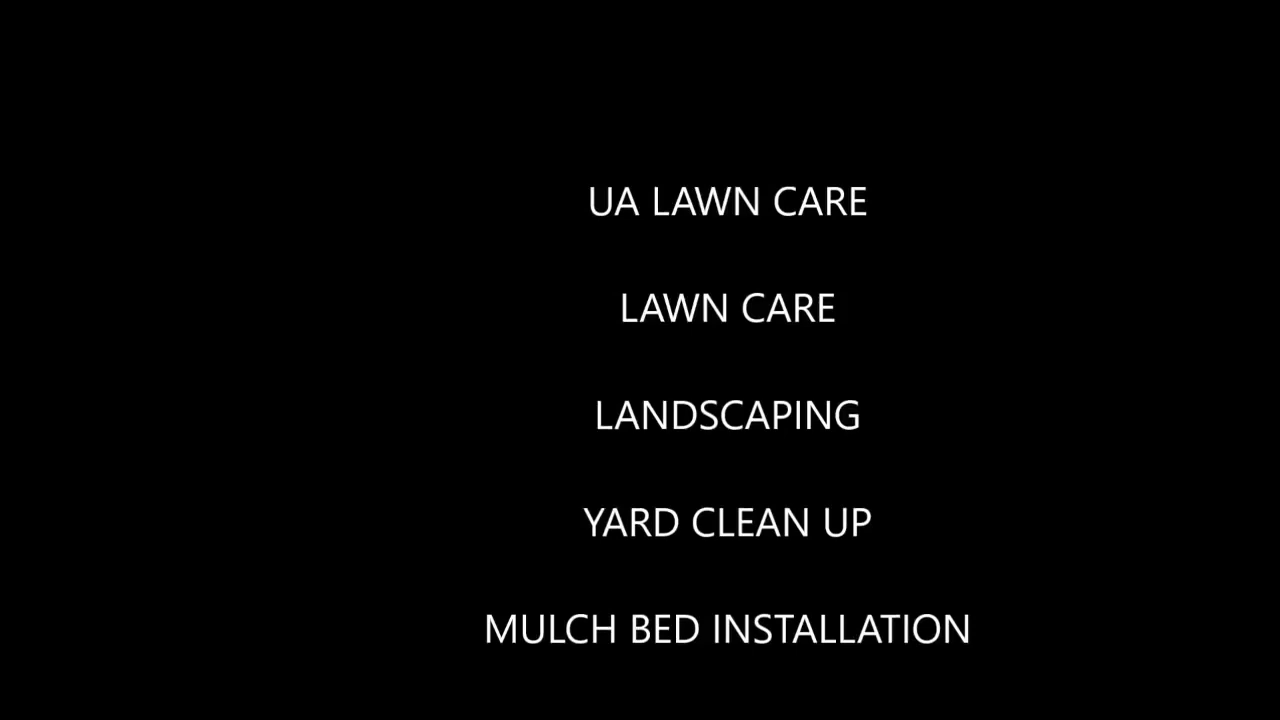 UA LAWN CARE
LAWN CARE
LANDSCAPING
YARD CLEAN UP
MULCH BED INSTALLATION